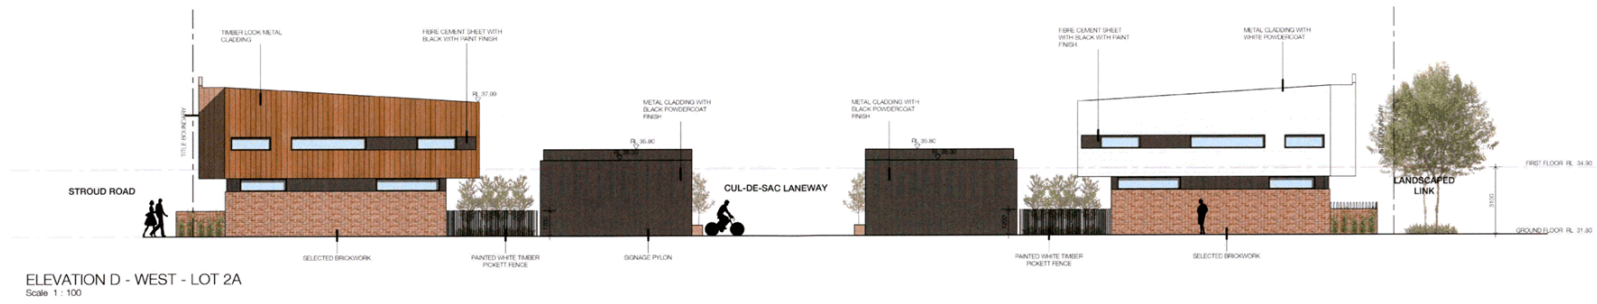 TIMBER LOOK METAL
CLADDING
FIBRE CEMENT SHEET WITH
BLACK WITH PAINT FINISH
FIBRE CEMENT SHEET
WITH BLACK WITH PAINT
FINISH
METAL CLADDING WITH
WHITE POWDERCOAT
RL 37.90
METAL CLADDING WITH
BLACK POWDERCOAT
FINISH
METAL CLADDING WITH
BLACK POWDERCOAT
FINISH
TITLE BOUNDARY
RL 35.80
RL 35.80
FIRST FLOOR RL 34.90
STROUD ROAD
CUL-DE-SAC LANEWAY
LANDSCAPED
LINK
3100
GROUND FLOOR RL 31.80
SELECTED BRICKWORK
PAINTED WHITE TIMBER
PICKETT FENCE
SIGNAGE PYLON
PAINTED WHITE TIMBER
PICKETT FENCE
SELECTED BRICKWORK
ELEVATION D - WEST - LOT 2A
Scale 1 : 100